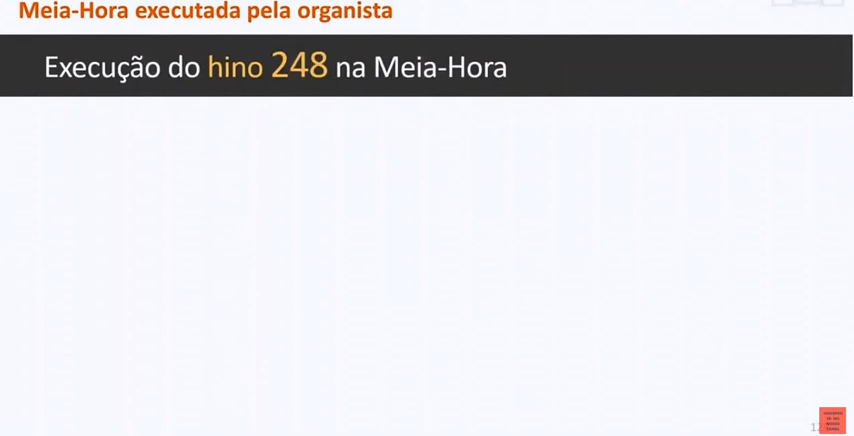 Meia-Hora executada pela organista
Execução do hino 248 na Meia-Hora